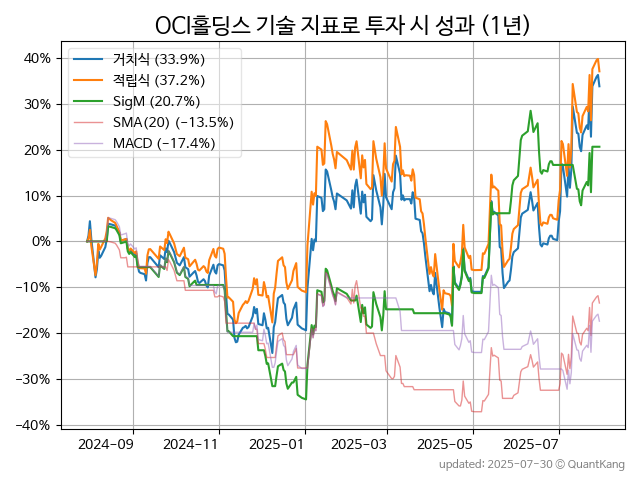 OCI홀딩스 기술 지표로 투자 시 성과 (1년)
거치식 (33.9%)
적립식 (37.2%)
SigM (20.7%)
SMA(20) (−13.5%)
MACD (−17.4%)
40%
30%
20%
10%
0%
−10%
−20%
−30%
−40%
2024-09
2024-11
2025-01
2025-03
2025-05
2025-07
updated: 2025-07-30 © QuantKang